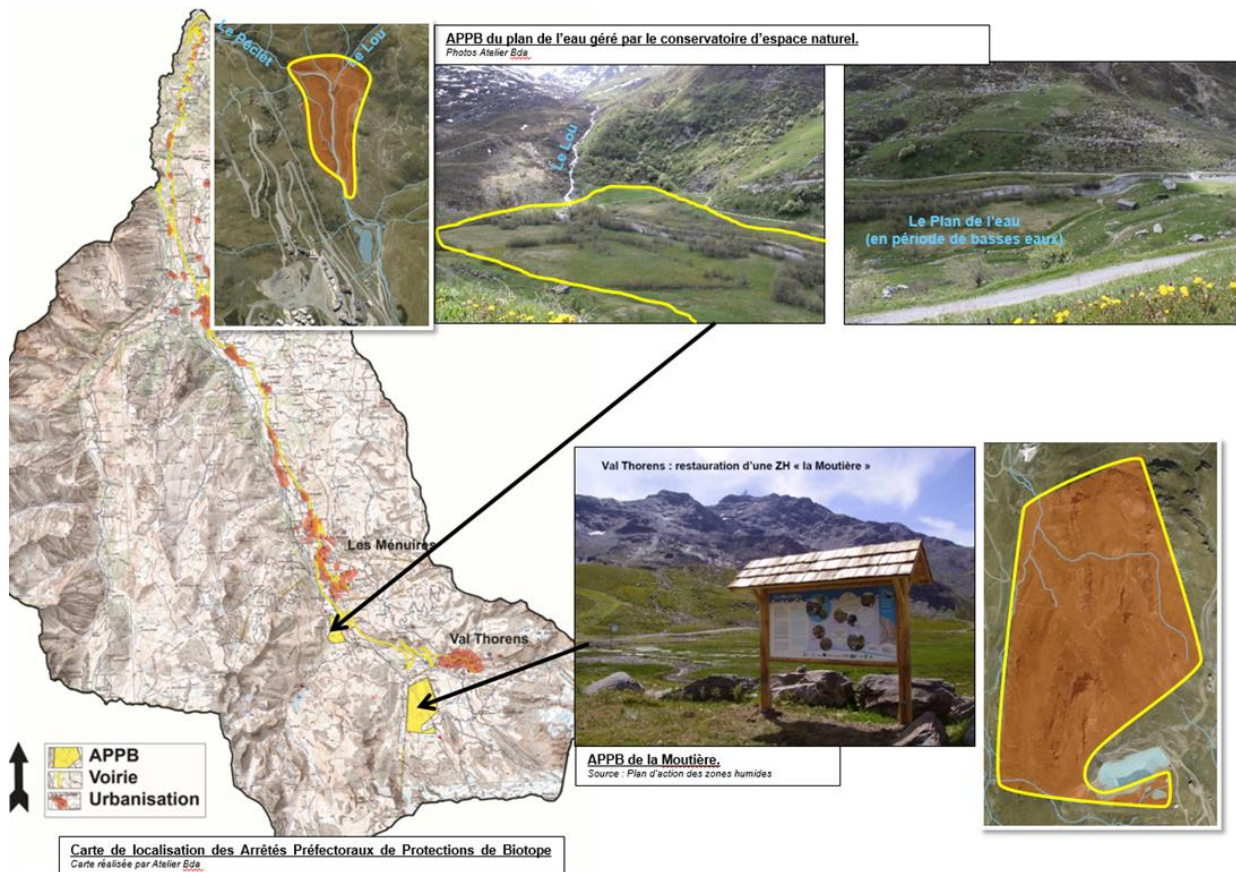 Le Péclet
Le Lou
APPB du plan de l'eau géré par le conservatoire d'espace naturel.
Photos Atelier Bda
Le Lou
Le Plan de l'eau
(en période de basses eaux)
Les Ménuires
Val Thorens
Val Thorens : restauration d'une ZH « la Moutière »
APPB de la Moutière.
Source : Plan d'action des zones humides
APPB
Voirie
Urbanisation
Carte de localisation des Arrêtés Préfectoraux de Protections de Biotope
Carte réalisée par Atelier Bda